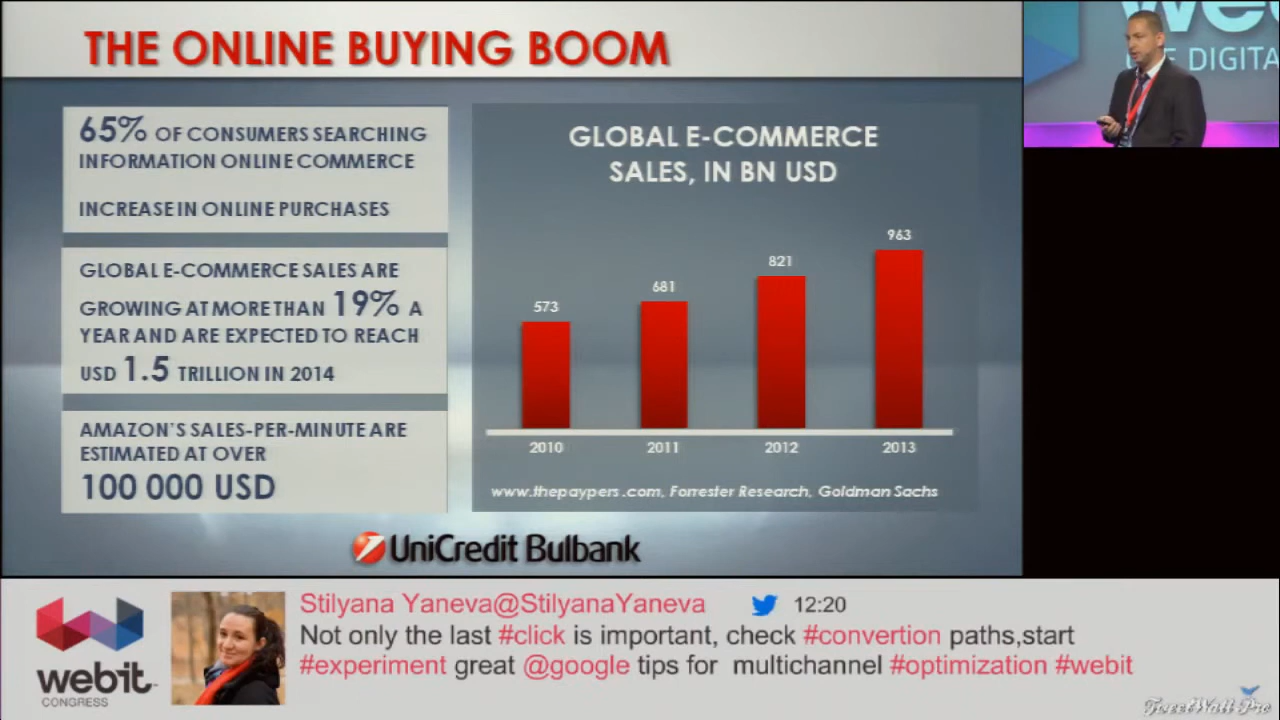 THE ONLINE BUYING BOOM
65% OF CONSUMERS SEARCHING
INFORMATION ONLINE COMMERCE
INCREASE IN ONLINE PURCHASES
GLOBAL E-COMMERCE SALES ARE
GROWING AT MORE THAN 19% A
YEAR AND ARE EXPECTED TO REACH
USD 1.5 TRILLION IN 2014
AMAZON'S SALES-PER-MINUTE ARE
ESTIMATED AT OVER
100 000 USD
GLOBAL E-COMMERCE
SALES, IN BN USD
573
681
821
963
2010
2011
2012
2013
www.thepaypers.com, Forrester Research, Goldman Sachs
UniCredit Bulbank
DIGITA
webit
CONGRESS
Stilyana Yaneva@StilyanaYaneva 12:20
Not only the last #click is important, check #convertion paths,start
#experiment great @google tips for multichannel #optimization #webit
TweetWall Pro